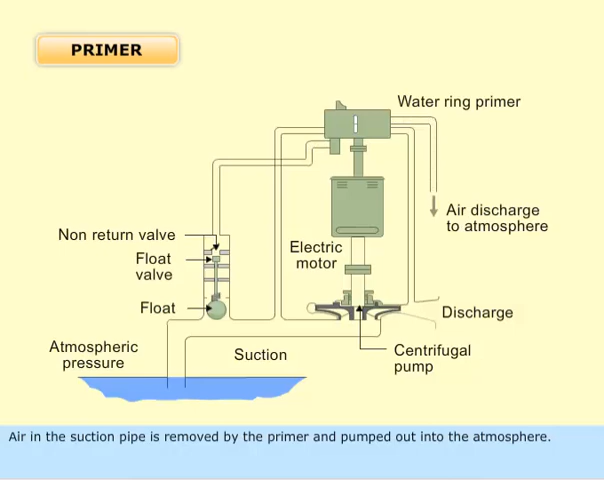 PRIMER
Water ring primer
Air discharge
to atmosphere
Non return valve
Float
valve
Electric
motor
Float
Discharge
Atmospheric
pressure
Suction
Centrifugal
pump
Air in the suction pipe is removed by the primer and pumped out into the atmosphere.